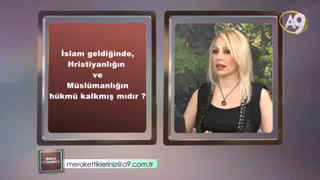 A9
İslam geldiğinde,
Hristiyanlığın
ve
Müslümanlığın
hükmü kalkmış mıdır ?
merakettikleriniz@a9.com.tr